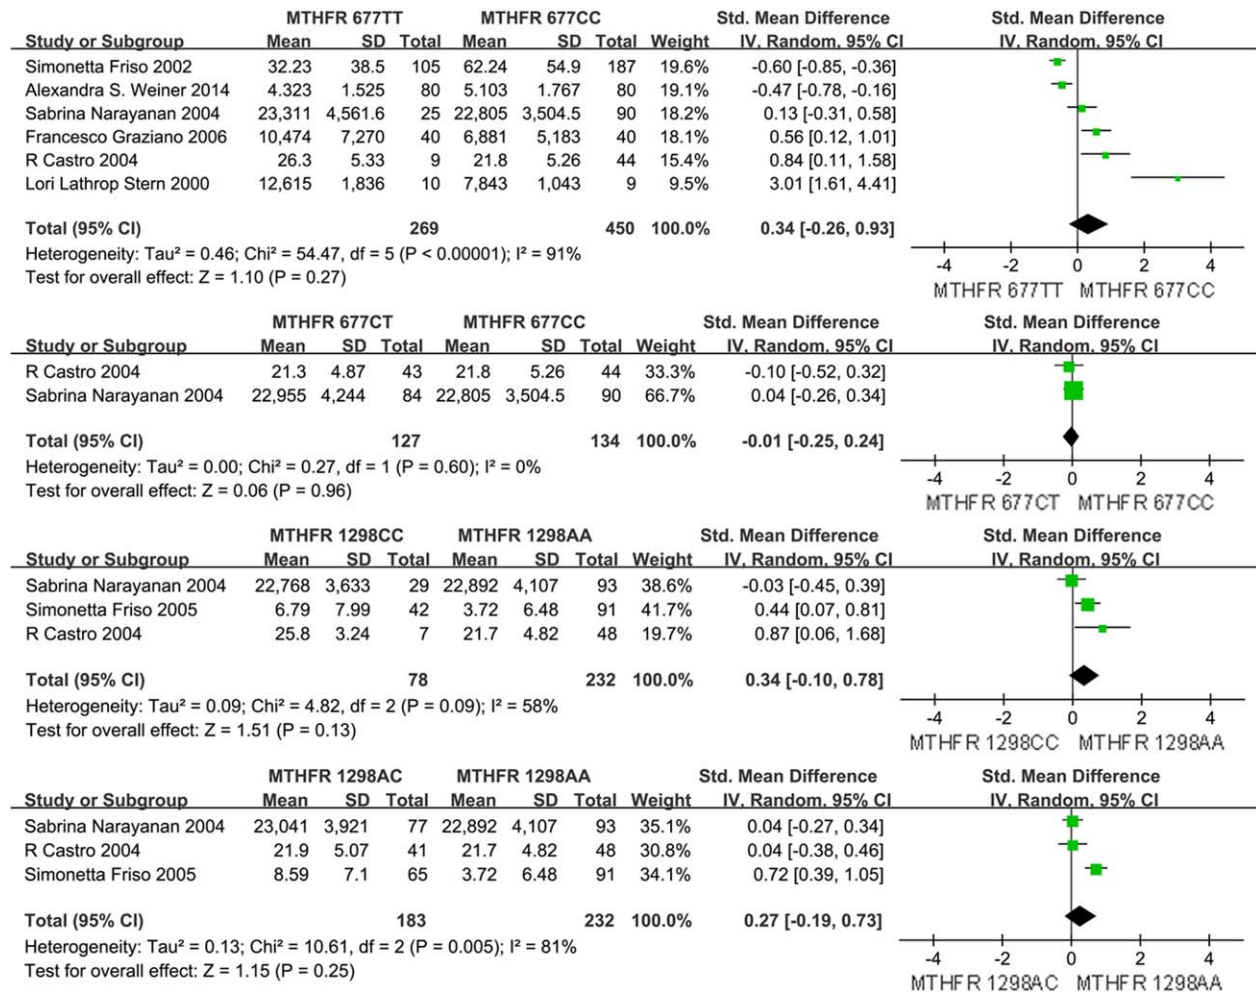 MTHFR 677TT MTHFR 677CC Std. Mean Difference Std. Mean Difference
Study or Subgroup Mean SD Total Mean SD Total Weight IV, Random, 95% CI IV, Random, 95% CI
Simonetta Friso 2002 32.23 38.5 105 62.24 54.9 187 19.6% -0.60 [-0.85, -0.36]
Alexandra S. Weiner 2014 4.323 1.525 80 5.103 1.767 80 19.1% -0.47 [-0.78, -0.16]
Sabrina Narayanan 2004 23,311 4,561.6 25 22,805 3,504.5 90 18.2% 0.13 [-0.31, 0.58]
Francesco Graziano 2006 10,474 7,270 40 6,881 5,183 40 18.1% 0.56 [0.12, 1.01]
R Castro 2004 26.3 5.33 9 21.8 5.26 44 15.4% 0.84 [0.11, 1.58]
Lori Lathrop Stern 2000 12,615 1,836 10 7,843 1,043 9 9.5% 3.01 [1.61, 4.41]
Total (95% CI) 269 450 100.0% 0.34 [-0.26, 0.93]
Heterogeneity: Tau² = 0.46; Chi² = 54.47, df = 5 (P < 0.00001); I² = 91%
Test for overall effect: Z = 1.10 (P = 0.27)
-4 -2 0 2 4
MTHFR 677TT MTHFR 677CC
MTHFR 677CT MTHFR 677CC Std. Mean Difference Std. Mean Difference
Study or Subgroup Mean SD Total Mean SD Total Weight IV, Random, 95% CI IV, Random, 95% CI
R Castro 2004 21.3 4.87 43 21.8 5.26 44 33.3% -0.10 [-0.52, 0.32]
Sabrina Narayanan 2004 22,955 4,244 84 22,805 3,504.5 90 66.7% 0.04 [-0.26, 0.34]
Total (95% CI) 127 134 100.0% -0.01 [-0.25, 0.24]
Heterogeneity: Tau² = 0.00; Chi² = 0.27, df = 1 (P = 0.60); I² = 0%
Test for overall effect: Z = 0.06 (P = 0.96)
-4 -2 0 2 4
MTHFR 677CT MTHFR 677CC
MTHFR 1298CC MTHFR 1298AA Std. Mean Difference Std. Mean Difference
Study or Subgroup Mean SD Total Mean SD Total Weight IV, Random, 95% CI IV, Random, 95% CI
Sabrina Narayanan 2004 22,768 3,633 29 22,892 4,107 93 38.6% -0.03 [-0.45, 0.39]
Simonetta Friso 2005 6.79 7.99 42 3.72 6.48 91 41.7% 0.44 [0.07, 0.81]
R Castro 2004 25.8 3.24 7 21.7 4.82 48 19.7% 0.87 [0.06, 1.68]
Total (95% CI) 78 232 100.0% 0.34 [-0.10, 0.78]
Heterogeneity: Tau² = 0.09; Chi² = 4.82, df = 2 (P = 0.09); I² = 58%
Test for overall effect: Z = 1.51 (P = 0.13)
-4 -2 0 2 4
MTHFR 1298CC MTHFR 1298AA
MTHFR 1298AC MTHFR 1298AA Std. Mean Difference Std. Mean Difference
Study or Subgroup Mean SD Total Mean SD Total Weight IV, Random, 95% CI IV, Random, 95% CI
Sabrina Narayanan 2004 23,041 3,921 77 22,892 4,107 93 35.1% 0.04 [-0.27, 0.34]
R Castro 2004 21.9 5.07 41 21.7 4.82 48 30.8% 0.04 [-0.38, 0.46]
Simonetta Friso 2005 8.59 7.1 65 3.72 6.48 91 34.1% 0.72 [0.39, 1.05]
Total (95% CI) 183 232 100.0% 0.27 [-0.19, 0.73]
Heterogeneity: Tau² = 0.13; Chi² = 10.61, df = 2 (P = 0.005); I² = 81%
Test for overall effect: Z = 1.15 (P = 0.25)
-4 -2 0 2 4
MTHFR 1298AC MTHFR 1298AA